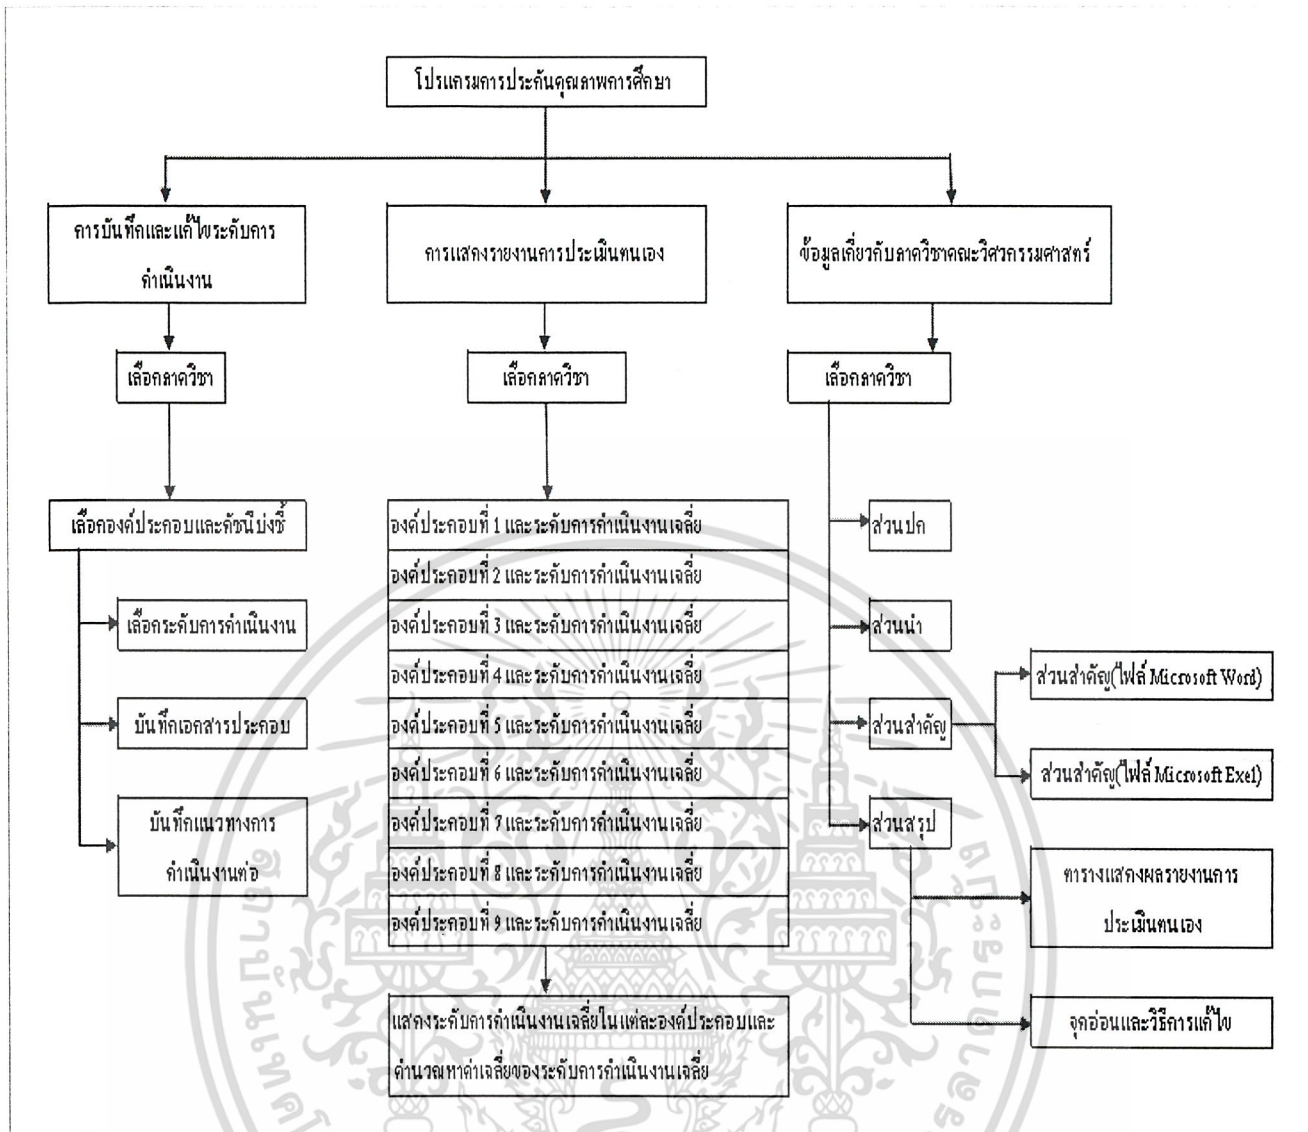 โปรแกรมการประกันคุณภาพการศึกษา
การบันทึกและแก้ไขระดับการ
ดำเนินงาน
การแสดงรายงานการประเมินตนเอง
ข้อมูลเกี่ยวกับภาควิชาคณะวิศวกรรมศาสตร์
เลือกภาควิชา
เลือกภาควิชา
เลือกภาควิชา
เลือกองค์ประกอบและดัชนีบ่งชี้
เลือกระดับการดำเนินงาน
บันทึกเอกสารประกอบ
บันทึกแนวทางการ
ดำเนินงานต่อ
องค์ประกอบที่ 1 และระดับการดำเนินงานเฉลี่ย
องค์ประกอบที่ 2 และระดับการดำเนินงานเฉลี่ย
องค์ประกอบที่ 3 และระดับการดำเนินงานเฉลี่ย
องค์ประกอบที่ 4 และระดับการดำเนินงานเฉลี่ย
องค์ประกอบที่ 5 และระดับการดำเนินงานเฉลี่ย
องค์ประกอบที่ 6 และระดับการดำเนินงานเฉลี่ย
องค์ประกอบที่ 7 และระดับการดำเนินงานเฉลี่ย
องค์ประกอบที่ 8 และระดับการดำเนินงานเฉลี่ย
องค์ประกอบที่ 9 และระดับการดำเนินงานเฉลี่ย
แสดงระดับการดำเนินงานเฉลี่ยในแต่ละองค์ประกอบและ
คำนวณหาค่าเฉลี่ยของระดับการดำเนินงานเฉลี่ย
ส่วนปก
ส่วนนำ
ส่วนสำคัญ
ส่วนสรุป
ส่วนสำคัญ(ไฟล์ Microsoft Word)
ส่วนสำคัญ(ไฟล์ Microsoft Exel)
ตารางแสดงผลรายงานการ
ประเมินตนเอง
จุดอ่อนและวิธีการแก้ไข